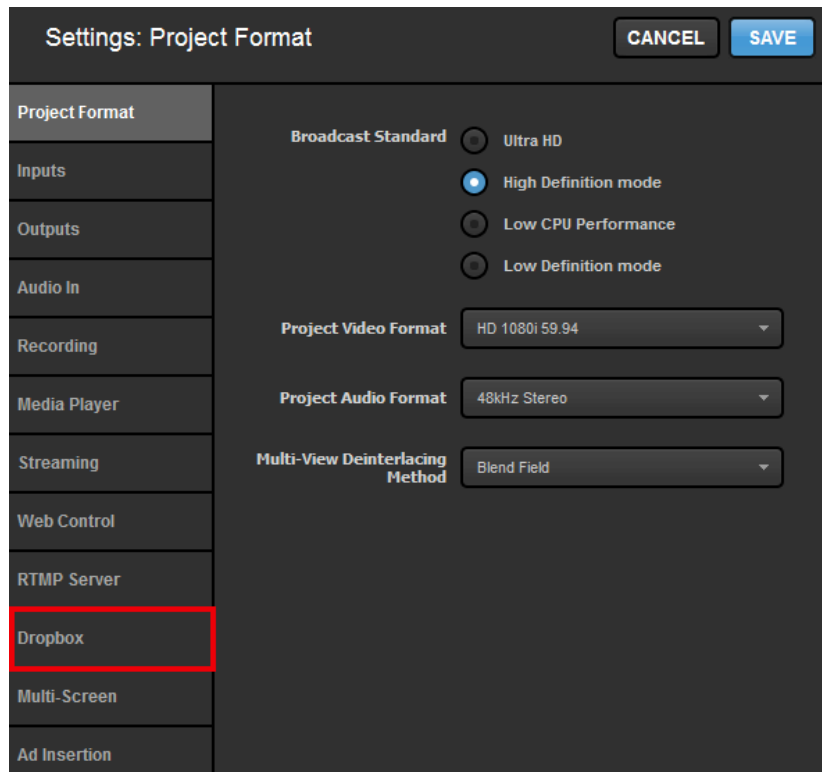 Settings: Project Format
CANCEL
SAVE
Project Format
Inputs
Outputs
Audio In
Recording
Media Player
Streaming
Web Control
RTMP Server
Dropbox
Multi-Screen
Ad Insertion
Broadcast Standard
Ultra HD
High Definition mode
Low CPU Performance
Low Definition mode
Project Video Format
HD 1080i 59.94
Project Audio Format
48kHz Stereo
Multi-View Deinterlacing
Method
Blend Field